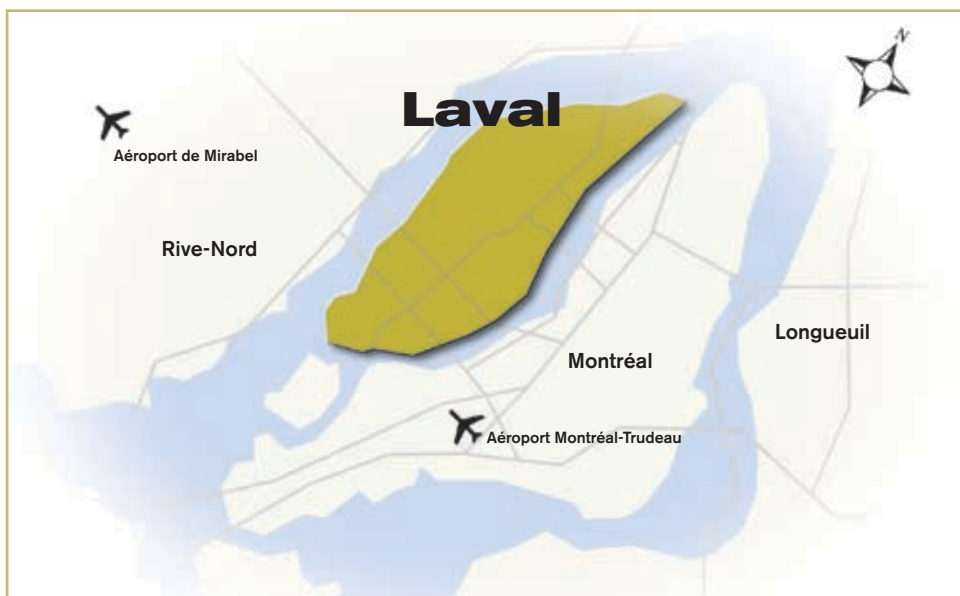 N
Laval
Aéroport de Mirabel
Rive-Nord
Longueuil
Montréal
Aéroport Montréal-Trudeau